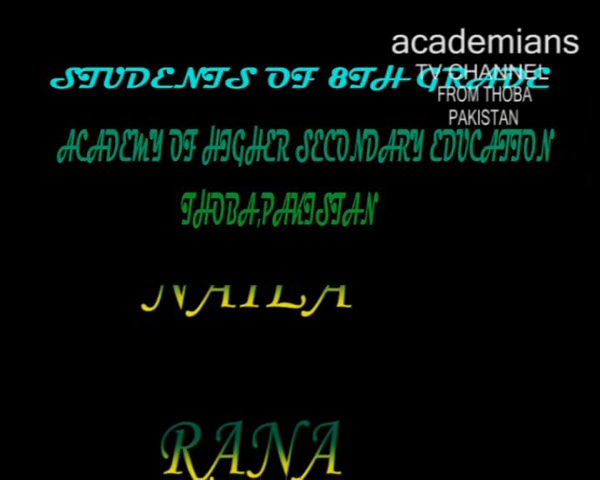 academians
TV CHANNEL
FROM THOBA
PAKISTAN
STUDENTS OF 8TH GRADE
ACADEMY OF HIGHER SECONDARY EDUCATION
THOBA,PAKISTAN
NAILA
RANA